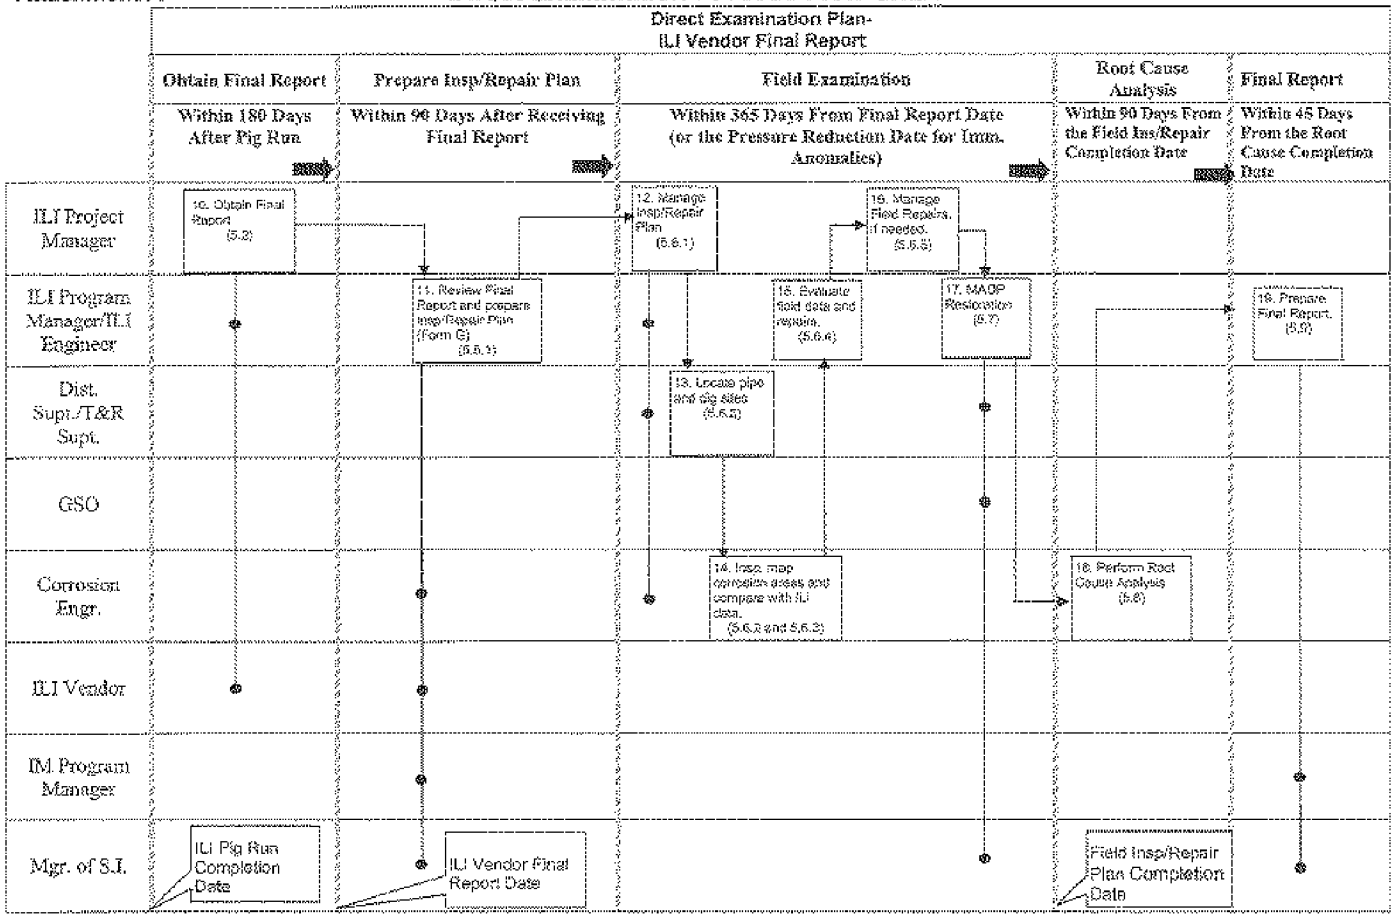 Direct Examination Plan-
ILI Vendor Final Report
Obtain Final Report
Prepare Insp/Repair Plan
Field Examination
Root Cause
Analysis
Final Report
Within 180 Days
After Pig Run
Within 90 Days After Receiving
Final Report
Within 365 Days From Final Report Date
(or the Pressure Reduction Date for Imm.
Anomalies)
Within 90 Days From
the Field Ins/Repair
Completion Date
Within 45 Days
From the Root
Cause Completion
Date
ILI Project
Manager
10. Obtain Final
Report
(5.2)
12. Manage
Insp/Repair
Plan
(5.6.1)
16. Manage
Field Repairs,
if needed.
(5.6.5)
ILI Program
Manager/ILI
Engineer
11. Review Final
Report and prepare
Insp/Repair Plan
(Form G)
(5.5.1)
15. Evaluate
field data and
repairs.
(5.6.4)
17. MAOP
Restoration
(5.7)
19. Prepare
Final Report.
(5.9)
Dist.
Supt./T&R
Supt.
13. Locate pipe
and dig sites
(5.6.2)
GSO
Corrosion
Engr.
14. Insp, map
corrosion areas and
compare with ILI
data.
(5.6.2 and 5.6.3)
18. Perform Root
Cause Analysis
(5.8)
ILI Vendor
IM Program
Manager
Mgr. of S.I.
ILI Pig Run
Completion
Date
ILI Vendor Final
Report Date
Field Insp/Repair
Plan Completion
Date